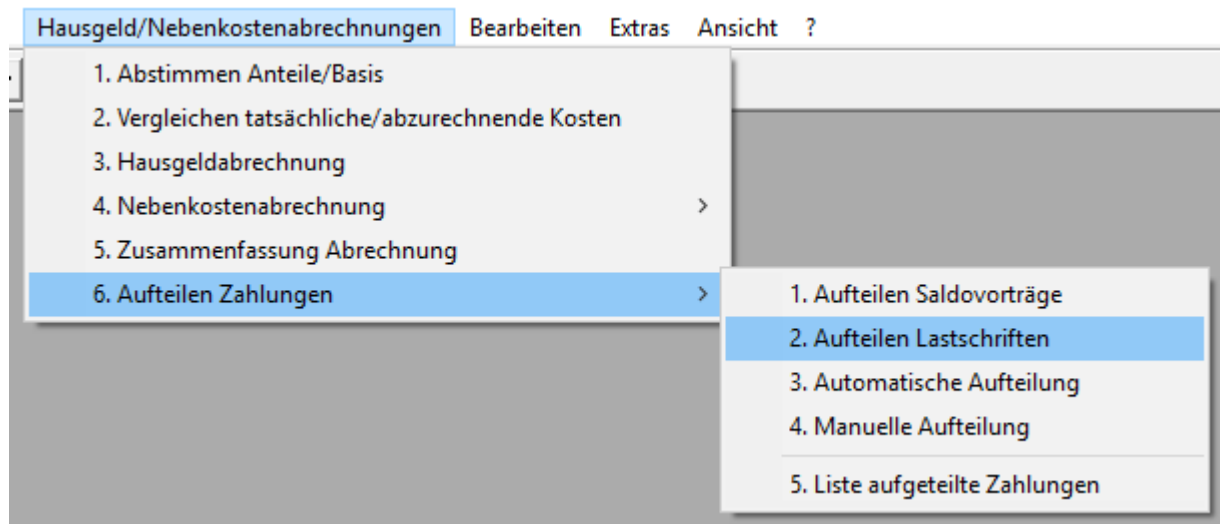 Hausgeld/Nebenkostenabrechnungen Bearbeiten Extras Ansicht ?
1. Abstimmen Anteile/Basis
2. Vergleichen tatsächliche/abzurechnende Kosten
3. Hausgeldabrechnung
4. Nebenkostenabrechnung
5. Zusammenfassung Abrechnung
6. Aufteilen Zahlungen
1. Aufteilen Saldovorträge
2. Aufteilen Lastschriften
3. Automatische Aufteilung
4. Manuelle Aufteilung
5. Liste aufgeteilte Zahlungen